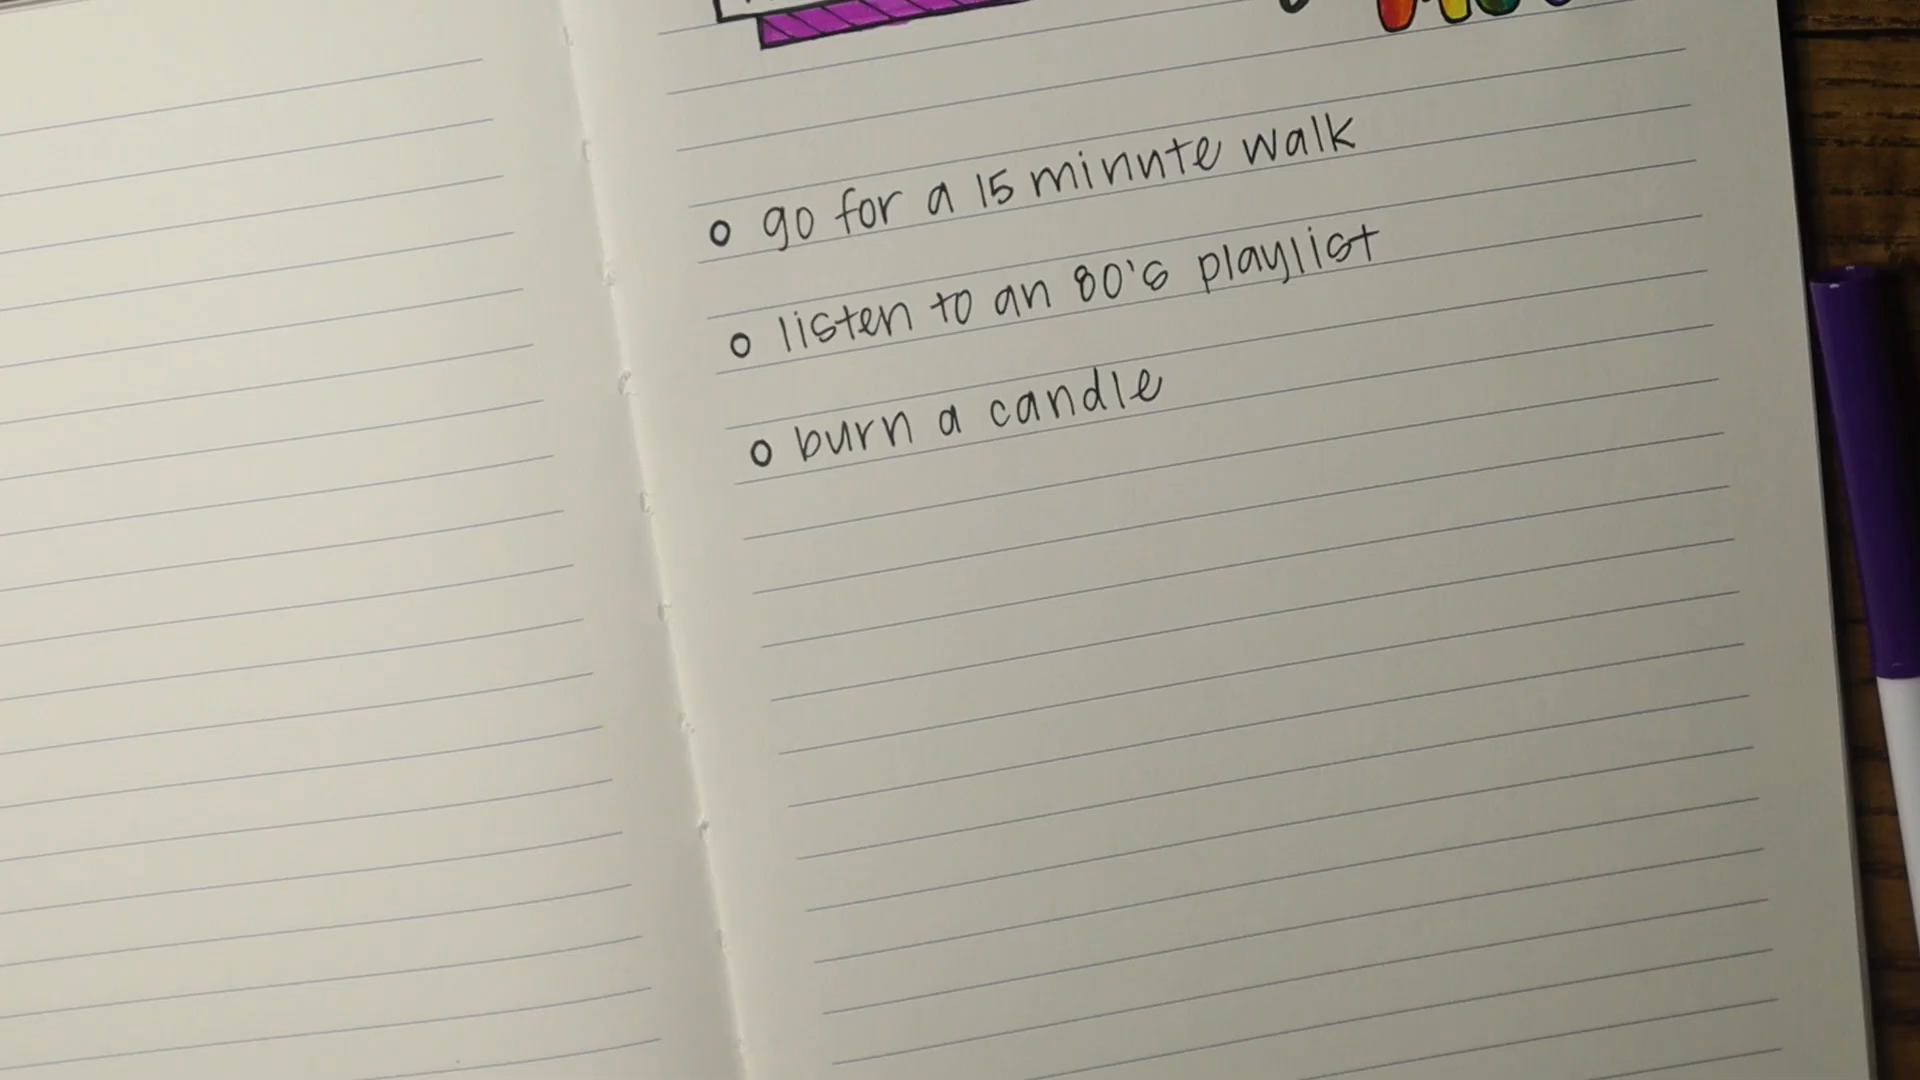 o go for a 15 minute walk
o listen to an 80's playlist
o burn a candle